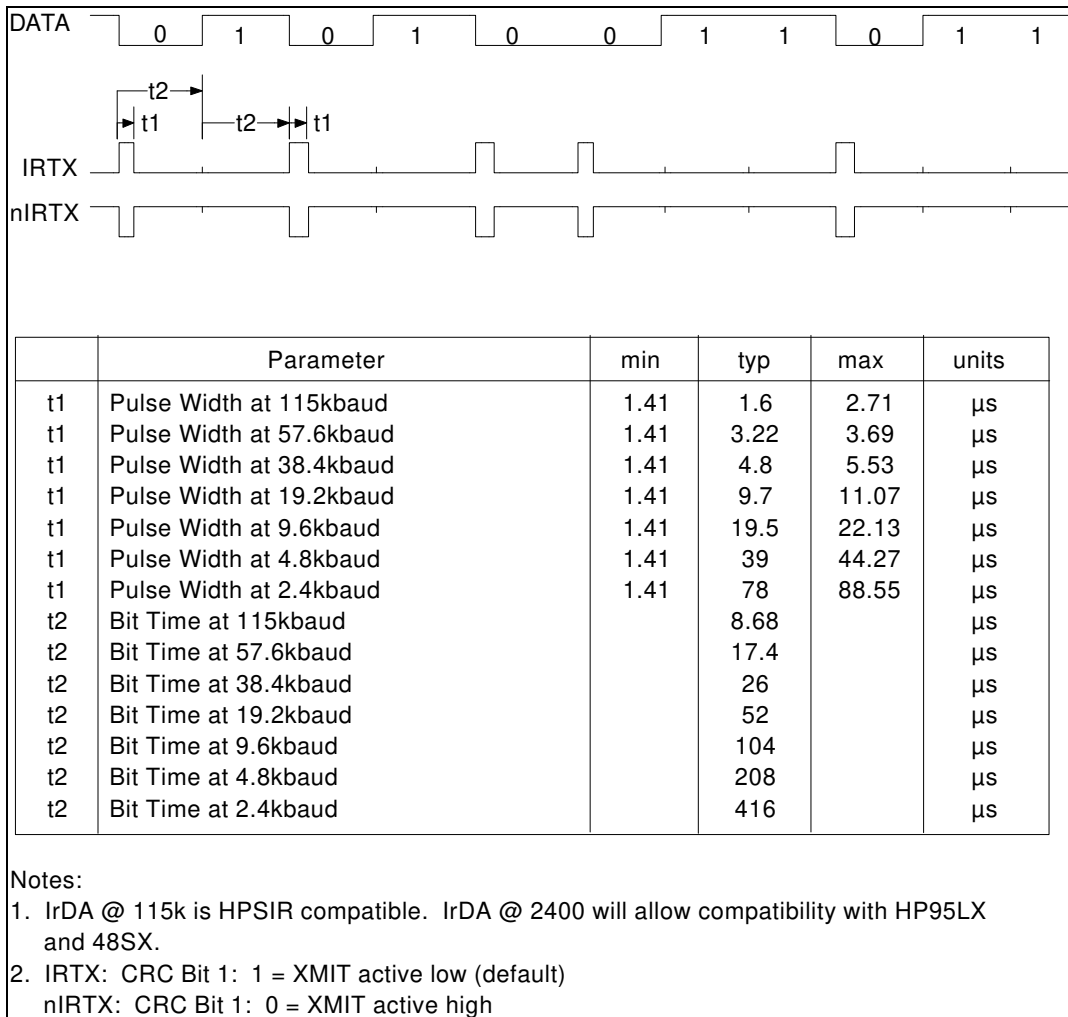 DATA 0 1 0 1 0 0 1 1 0 1 1
t2
t1 t2 t1
IRTX
nIRTX
Parameter min typ max units
t1 Pulse Width at 115kbaud 1.41 1.6 2.71 µs
t1 Pulse Width at 57.6kbaud 1.41 3.22 3.69 µs
t1 Pulse Width at 38.4kbaud 1.41 4.8 5.53 µs
t1 Pulse Width at 19.2kbaud 1.41 9.7 11.07 µs
t1 Pulse Width at 9.6kbaud 1.41 19.5 22.13 µs
t1 Pulse Width at 4.8kbaud 1.41 39 44.27 µs
t1 Pulse Width at 2.4kbaud 1.41 78 88.55 µs
t2 Bit Time at 115kbaud 8.68 µs
t2 Bit Time at 57.6kbaud 17.4 µs
t2 Bit Time at 38.4kbaud 26 µs
t2 Bit Time at 19.2kbaud 52 µs
t2 Bit Time at 9.6kbaud 104 µs
t2 Bit Time at 4.8kbaud 208 µs
t2 Bit Time at 2.4kbaud 416 µs
Notes:
1. IrDA @ 115k is HPSIR compatible. IrDA @ 2400 will allow compatibility with HP95LX
and 48SX.
2. IRTX: CRC Bit 1: 1 = XMIT active low (default)
nIRTX: CRC Bit 1: 0 = XMIT active high